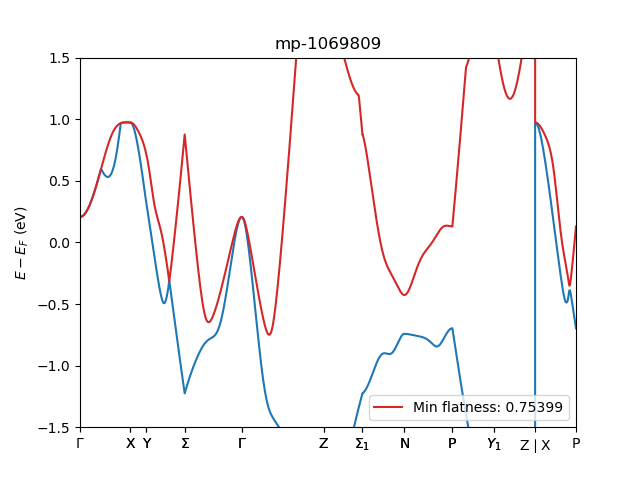 mp-1069809
E − E_F (eV)
1.5
1.0
0.5
0.0
−0.5
−1.0
−1.5
Min flatness: 0.75399
Γ X Y Σ Γ Z Σ₁ N P Y₁ Z | X P